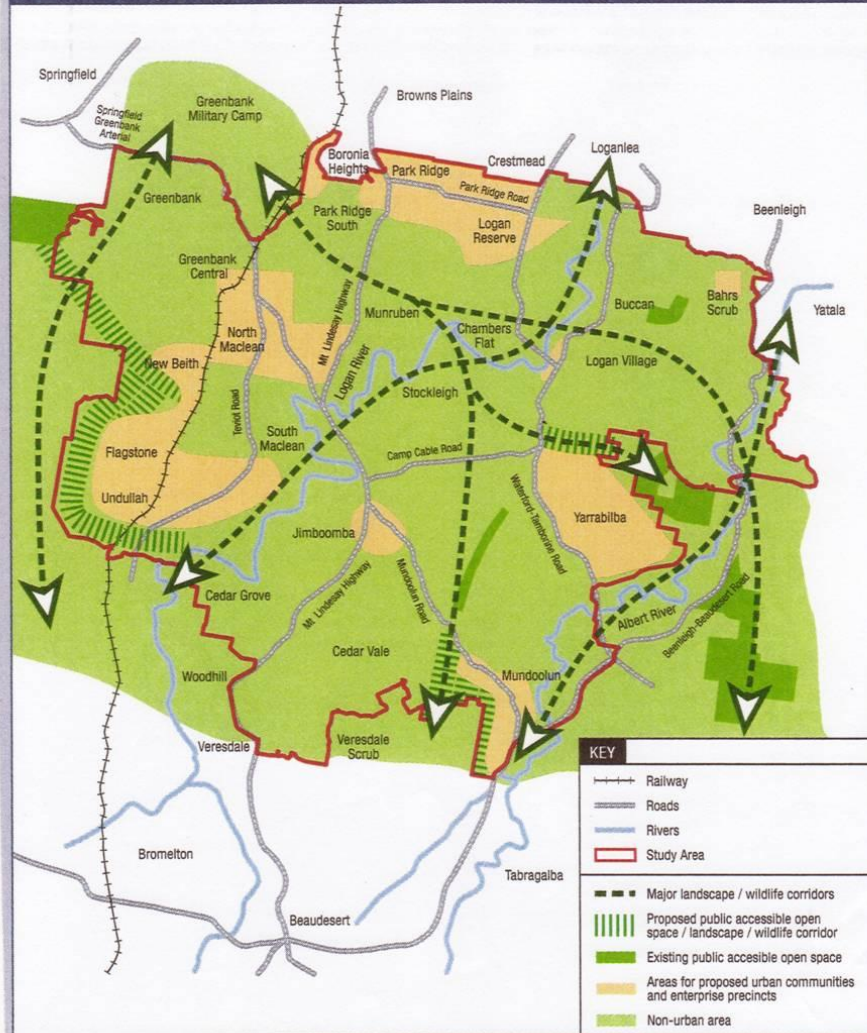 Springfield
Greenbank
Military Camp
Browns Plains
Springfield
Greenbank
Arterial
Boronia
Heights
Park Ridge
Crestmead
Loganlea
Park Ridge Road
Greenbank
Park Ridge
South
Logan
Reserve
Beenleigh
Greenbank
Central
Mt. Lindesay Highway
Buccan
Bahrs
Scrub
Yatala
North
Maclean
Munruben
Chambers
Flat
Logan River
New Beith
Logan Village
Stockleigh
Teviot Road
South
Maclean
Flagstone
Camp Cable Road
Undullah
Waterford-Tamborine Road
Yarrabilba
Jimboomba
Mundoolun Road
Cedar Grove
Mt. Lindesay Highway
Albert River
Beenleigh-Beaudesert Road
Cedar Vale
Woodhill
Mundoolun
Veresdale
Veresdale
Scrub
Bromelton
Tabragalba
Beaudesert
KEY
Railway
Roads
Rivers
Study Area
Major landscape / wildlife corridors
Proposed public accessible open
space / landscape / wildlife corridor
Existing public accesible open space
Areas for proposed urban communities
and enterprise precincts
Non-urban area